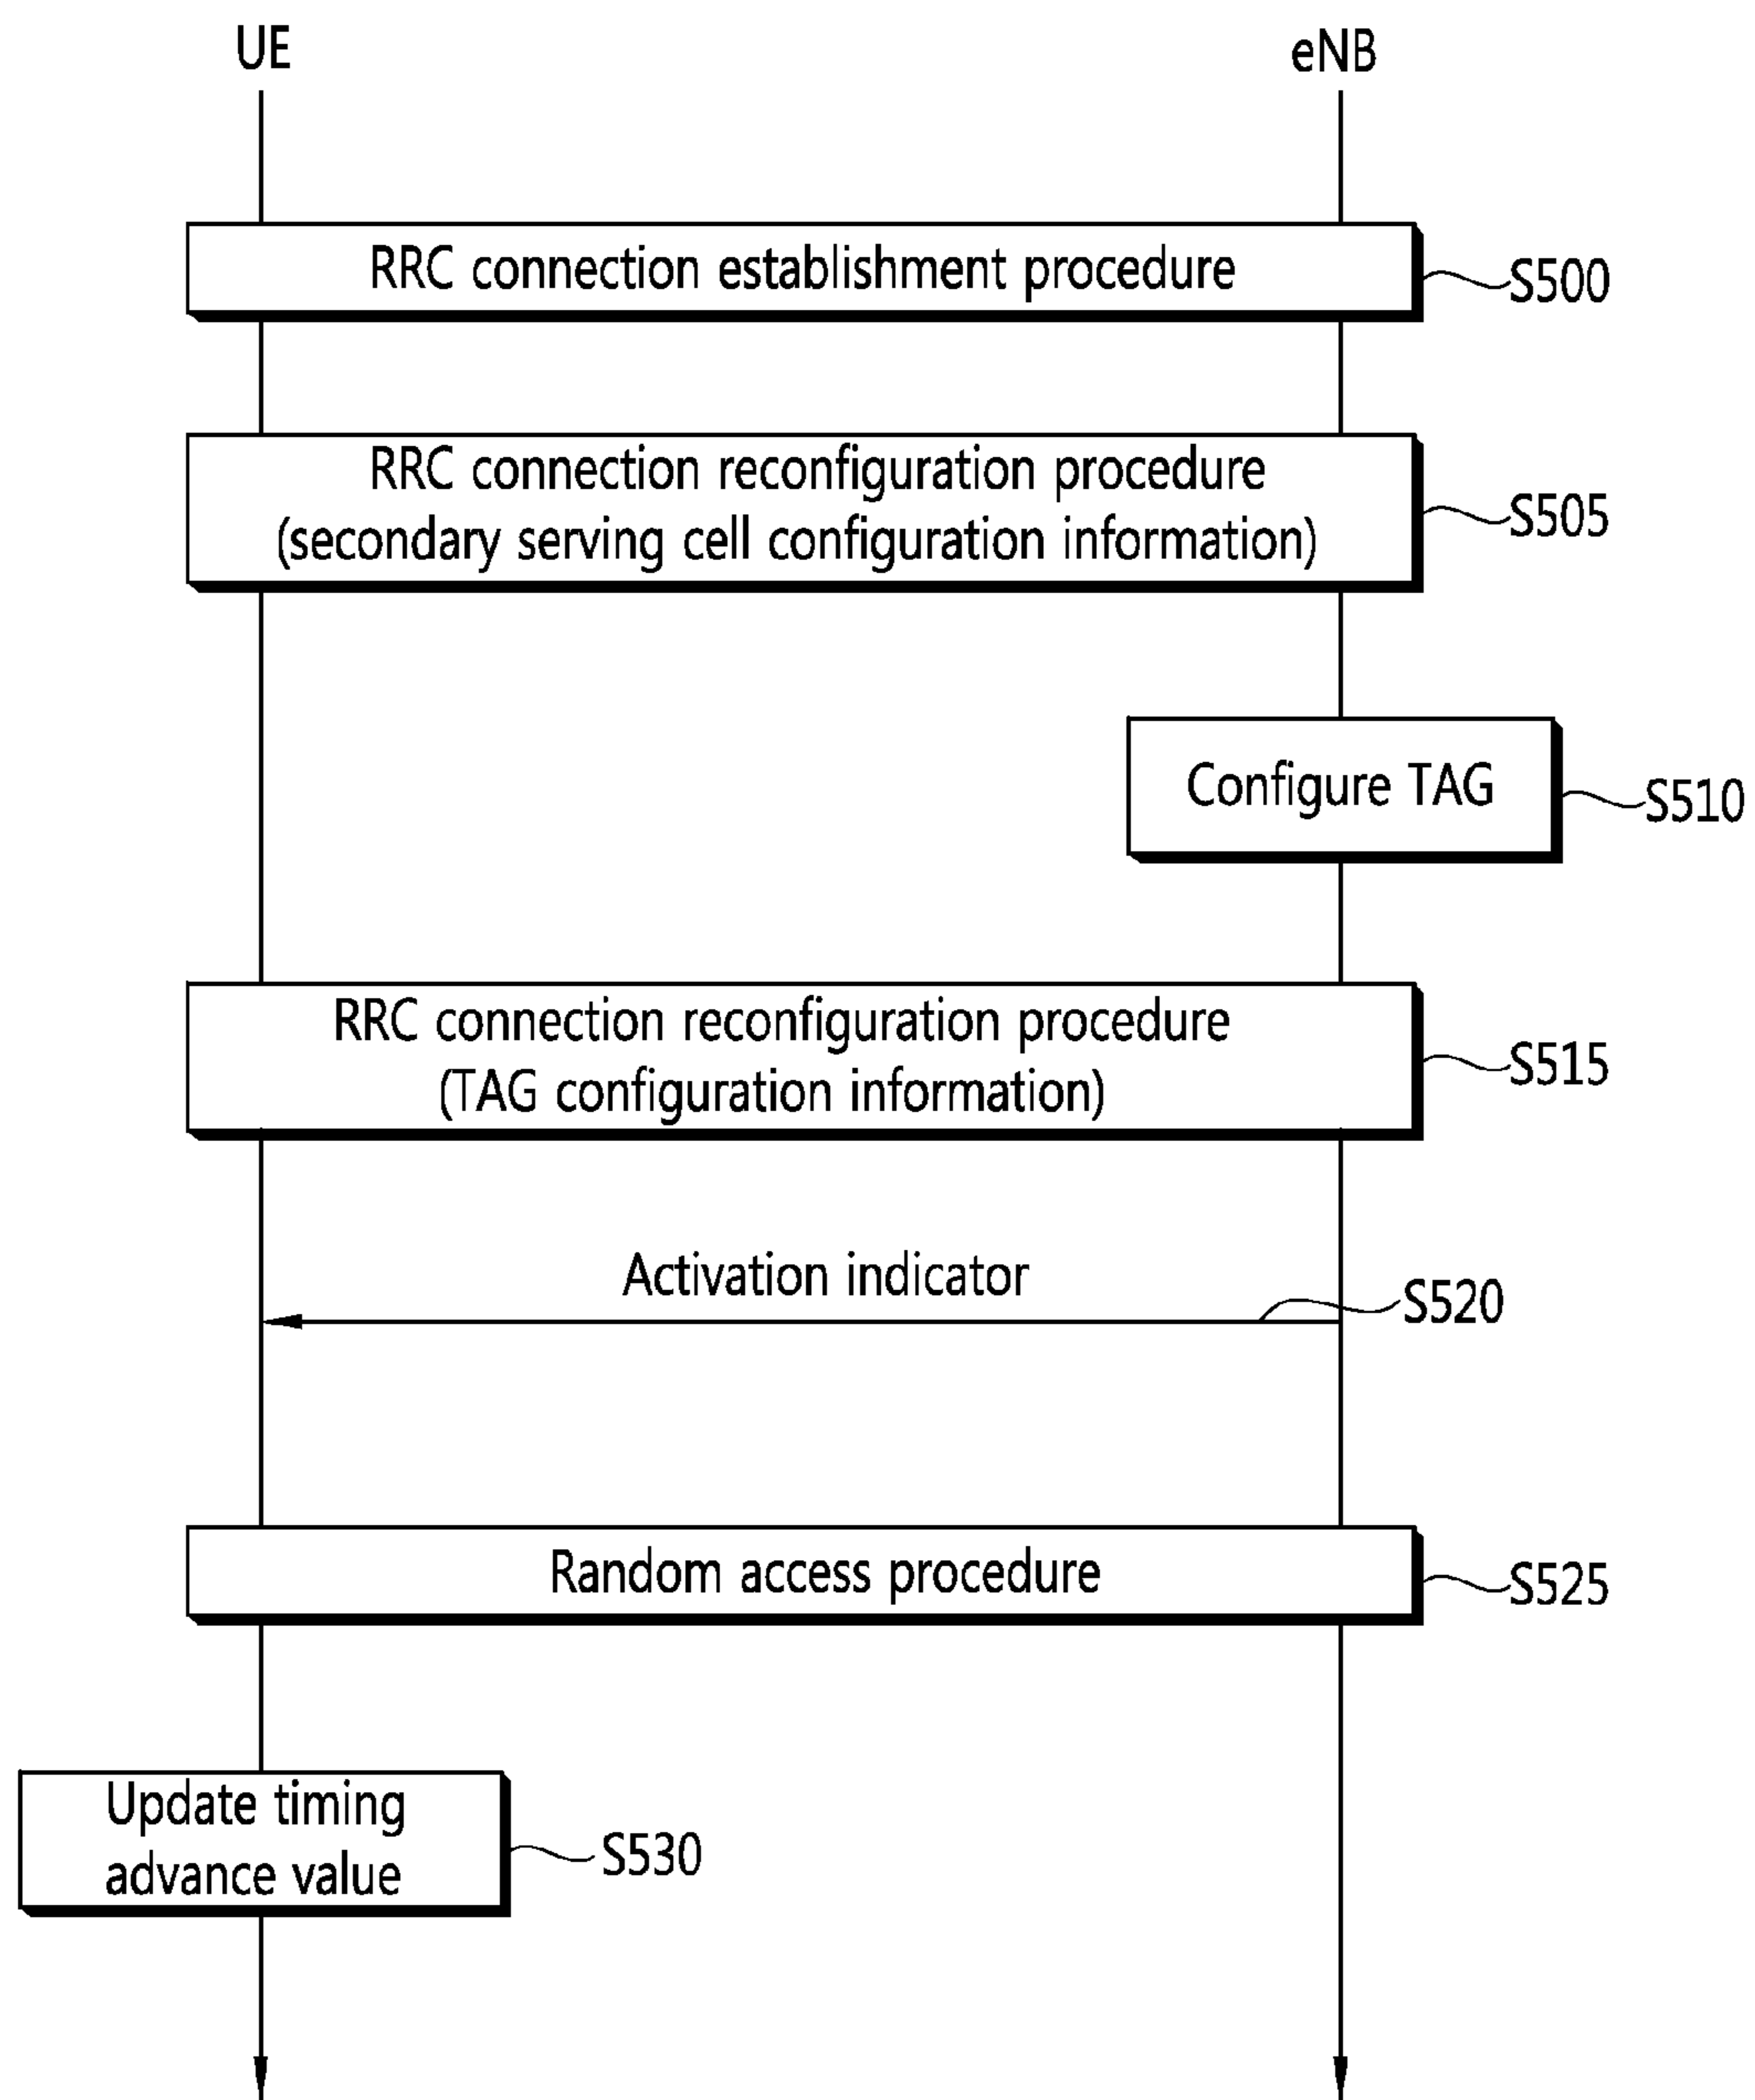 UE
eNB
RRC connection establishment procedure
S500
RRC connection reconfiguration procedure
(secondary serving cell configuration information)
S505
Configure TAG
S510
RRC connection reconfiguration procedure
(TAG configuration information)
S515
Activation indicator
S520
Random access procedure
S525
Update timing
advance value
S530